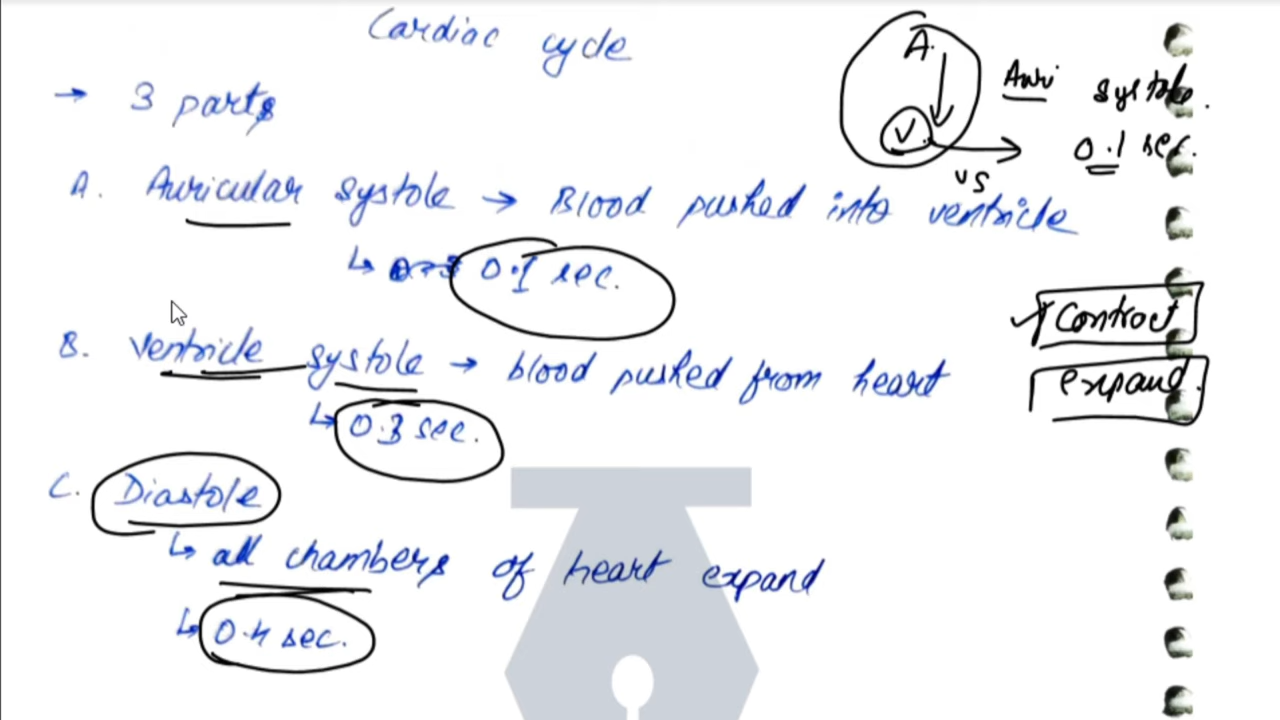 Cardiac cycle
→ 3 parts
A. Auricular systole → Blood pushed into ventricle
↳ 0.1 sec.
B. Ventricle systole → blood pushed from heart
↳ 0.3 sec.
C. Diastole
↳ all chambers of heart expand
↳ 0.4 sec.
A.
V.
VS
Auri systole.
0.1 sec.
Contract
expand.